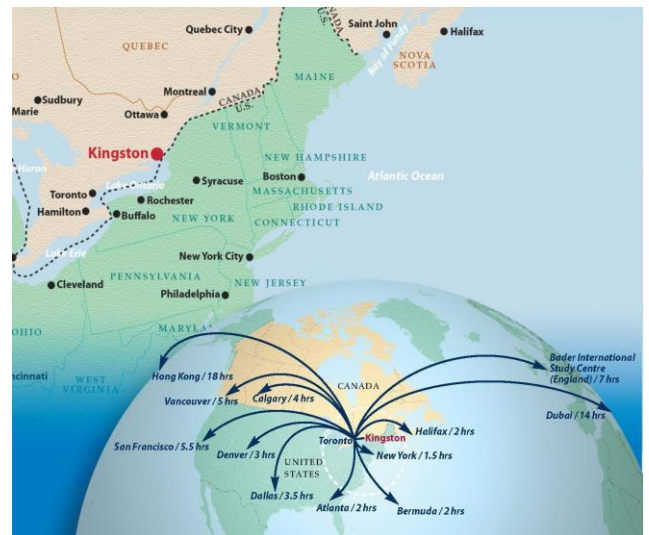 Quebec City
QUEBEC
CANADA
U.S.
Saint John
Halifax
Bay of Fundy
NOVA
SCOTIA
MAINE
O
Sudbury
Marie
Montreal
CANADA
U.S.
Ottawa
VERMONT
Kingston
NEW HAMPSHIRE
Huron
Lake Ontario
Syracuse
Boston
Atlantic Ocean
MASSACHUSETTS
Toronto
Rochester
RHODE ISLAND
Hamilton
Buffalo
NEW YORK
CONNECTICUT
Lake Erie
New York City
PENNSYLVANIA
Cleveland
NEW JERSEY
Philadelphia
OHIO
MARYLA
ncinnati
WEST
VIRGINIA
Hong Kong / 18 hrs
CANADA
Bader International
Study Centre
(England) / 7 hrs
Vancouver / 5 hrs
Calgary / 4 hrs
Dubai / 14 hrs
Halifax / 2 hrs
San Francisco / 5.5 hrs
Toronto
Kingston
Denver / 3 hrs
UNITED
STATES
New York / 1.5 hrs
Dallas / 3.5 hrs
Atlanta / 2 hrs
Bermuda / 2 hrs